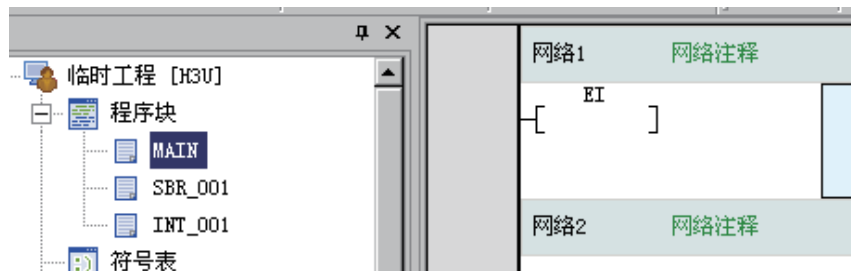 临时工程 [H3U]
程序块
MAIN
SBR_001
INT_001
符号表
网络1 网络注释
EI
网络2 网络注释